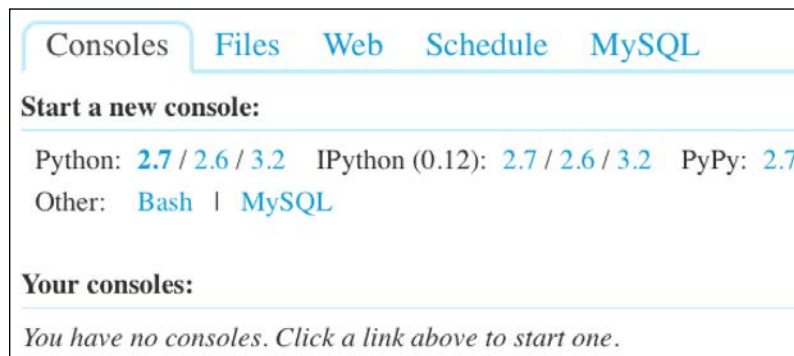 Consoles Files Web Schedule MySQL
Start a new console:
Python: 2.7 / 2.6 / 3.2 IPython (0.12): 2.7 / 2.6 / 3.2 PyPy: 2.7
Other: Bash | MySQL
Your consoles:
You have no consoles. Click a link above to start one.